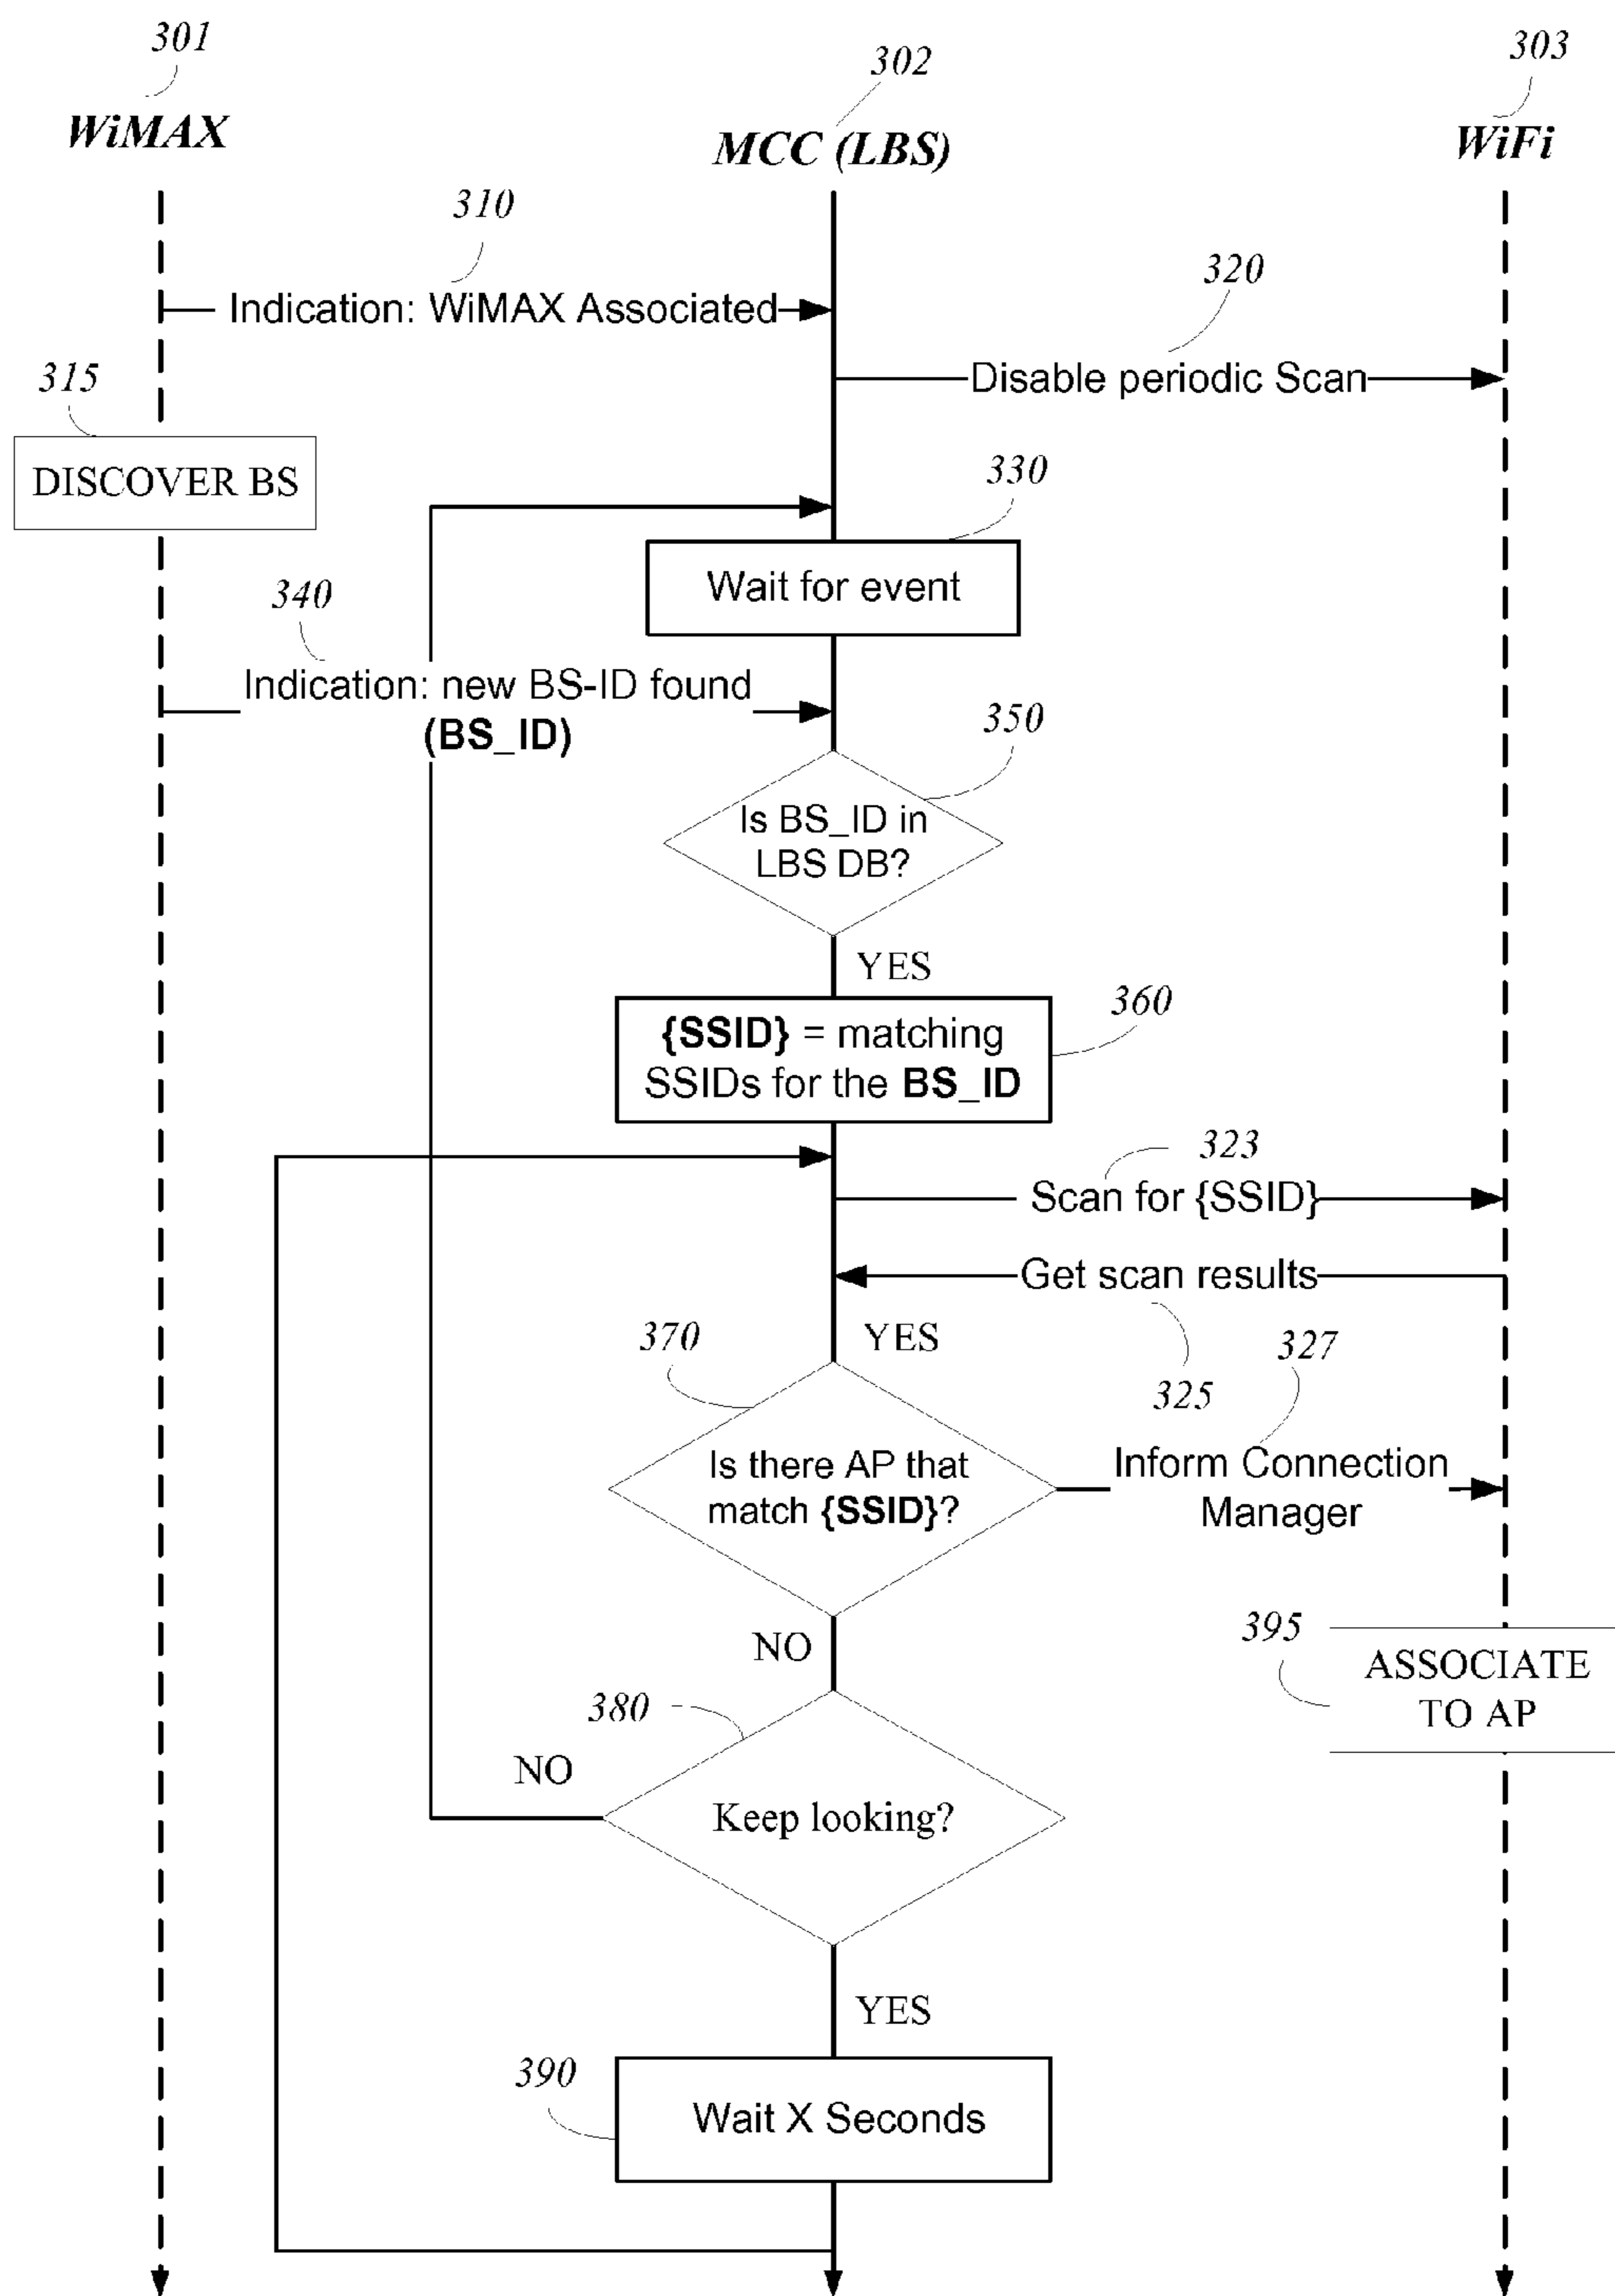 301
302
303
WiMAX
MCC (LBS)
WiFi
310
Indication: WiMAX Associated
320
Disable periodic Scan
315
DISCOVER BS
330
Wait for event
340
Indication: new BS-ID found
(BS_ID)
350
Is BS_ID in
LBS DB?
YES
360
{SSID} = matching
SSIDs for the BS_ID
323
Scan for {SSID}
Get scan results
325
YES
370
327
Is there AP that
match {SSID}?
Inform Connection
Manager
NO
395
ASSOCIATE
TO AP
380
NO
Keep looking?
YES
390
Wait X Seconds